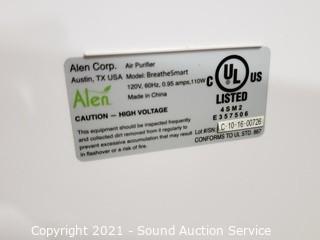 Alen Corp. Air Purifier
Austin, TX USA Model: BreatheSmart
120V, 60Hz, 0.95 amps, 110W
Made in China
Alen
C UL US
LISTED
4SM2
E357506
CAUTION — HIGH VOLTAGE
This equipment should be inspected frequently
and collected dirt removed from it regularly to
prevent excessive accumulation that may result
in flashover or a risk of fire.
Lot #/SN: C-10-16-00726
CONFORMS TO UL STD. 867
Copyright © 2021 - Sound Auction Service